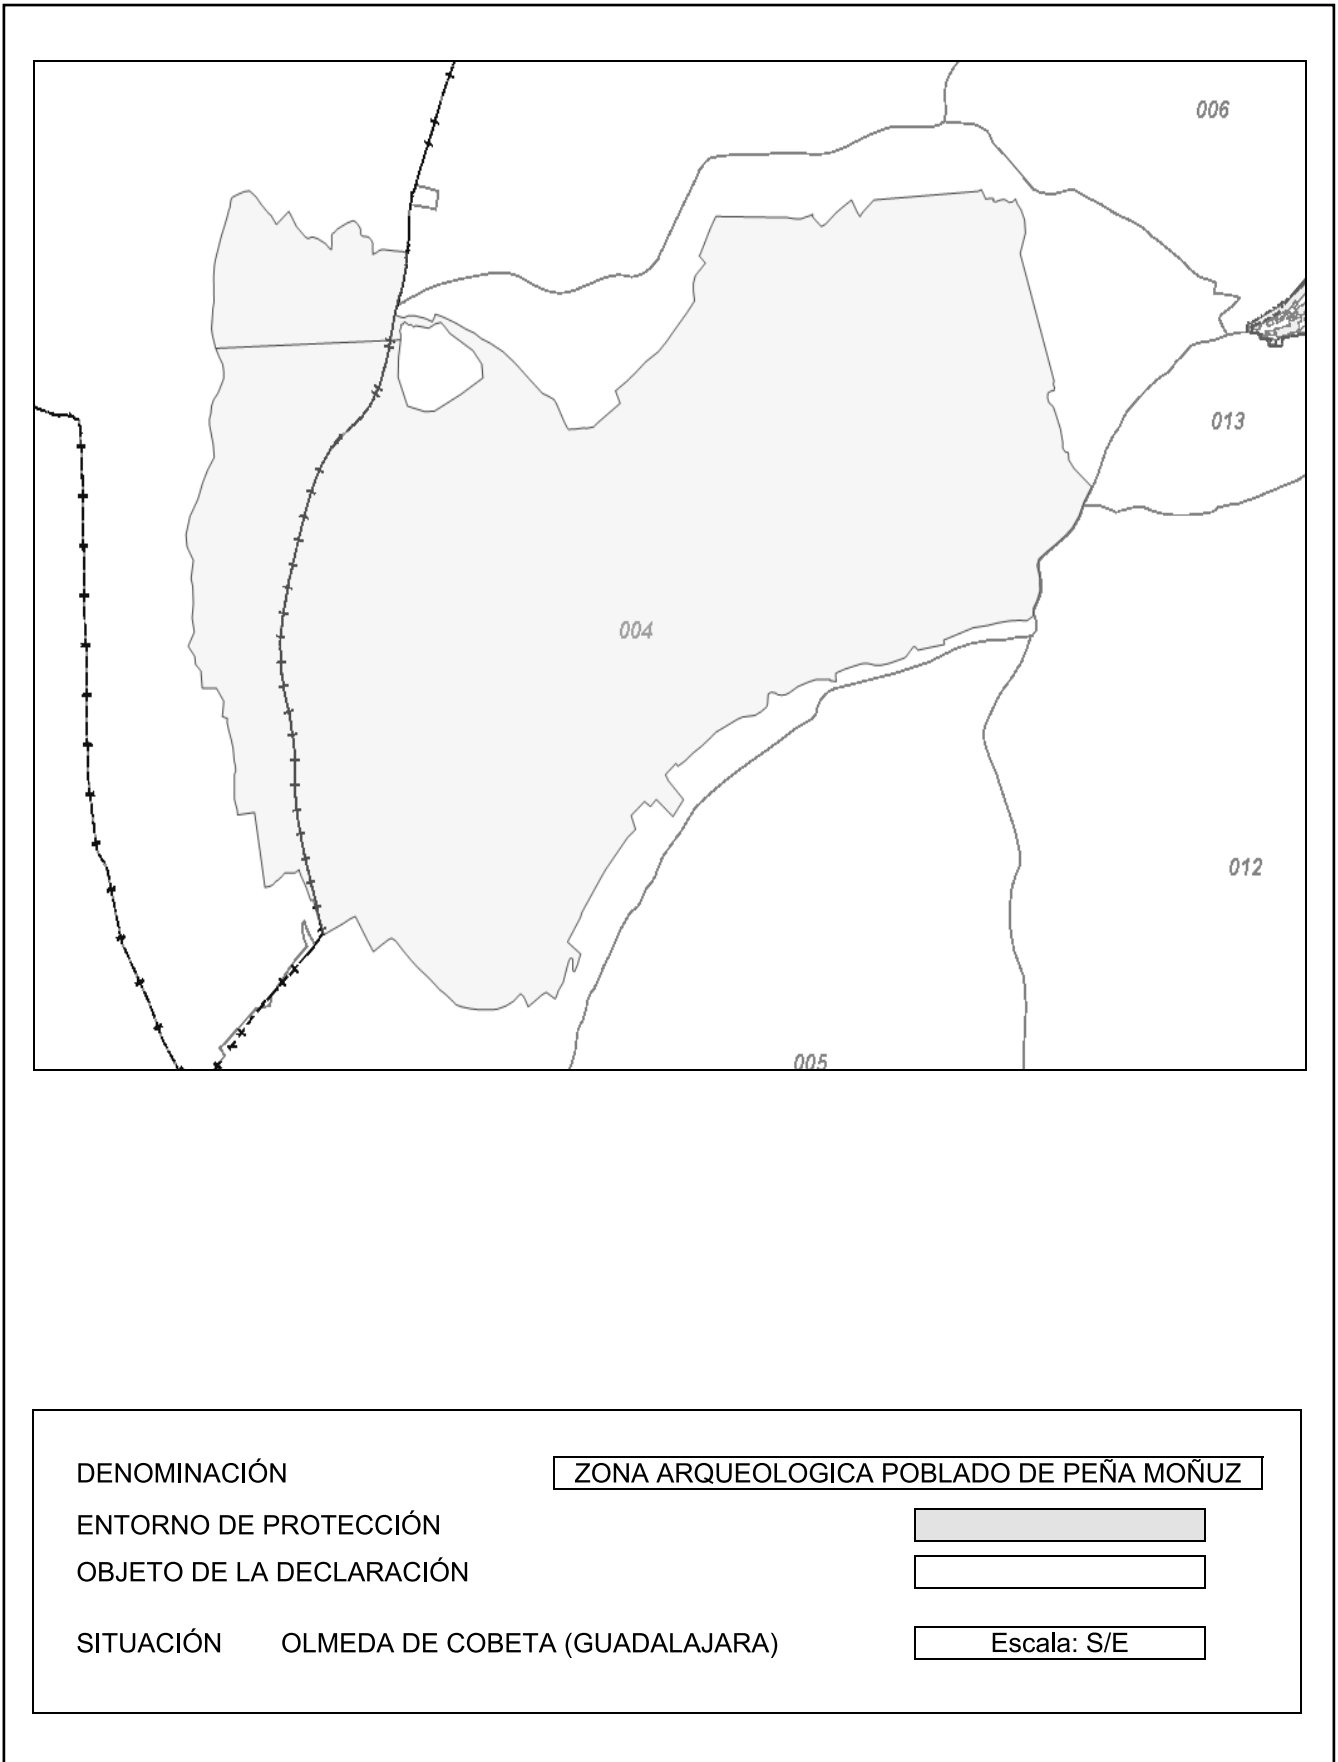 006
013
004
012
005
DENOMINACIÓN ZONA ARQUEOLOGICA POBLADO DE PEÑA MOÑUZ
ENTORNO DE PROTECCIÓN
OBJETO DE LA DECLARACIÓN
SITUACIÓN OLMEDA DE COBETA (GUADALAJARA) Escala: S/E